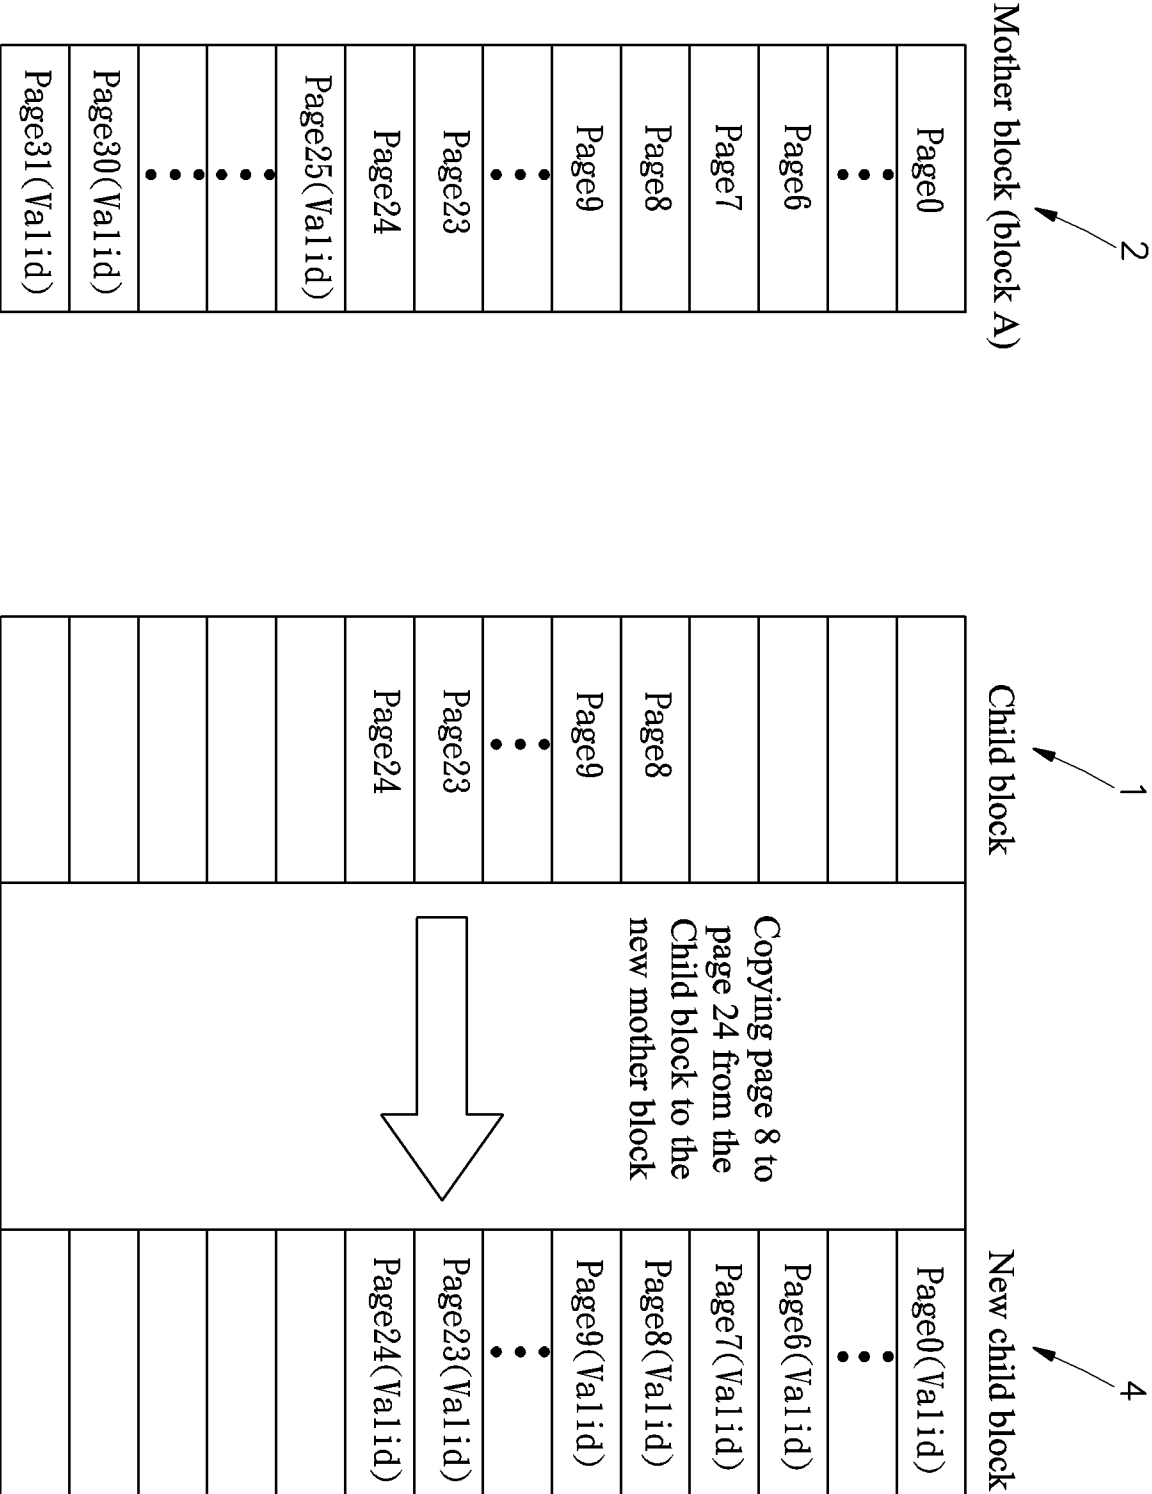 2
Mother block (block A)
Page0
•••
Page6
Page7
Page8
Page9
•••
Page23
Page24
Page25(Valid)
•••
•••
Page30(Valid)
Page31(Valid)
1
Child block
Page8
Page9
•••
Page23
Page24
Copying page 8 to
page 24 from the
Child block to the
new mother block
4
New child block
Page0(Valid)
•••
Page6(Valid)
Page7(Valid)
Page8(Valid)
Page9(Valid)
•••
Page23(Valid)
Page24(Valid)